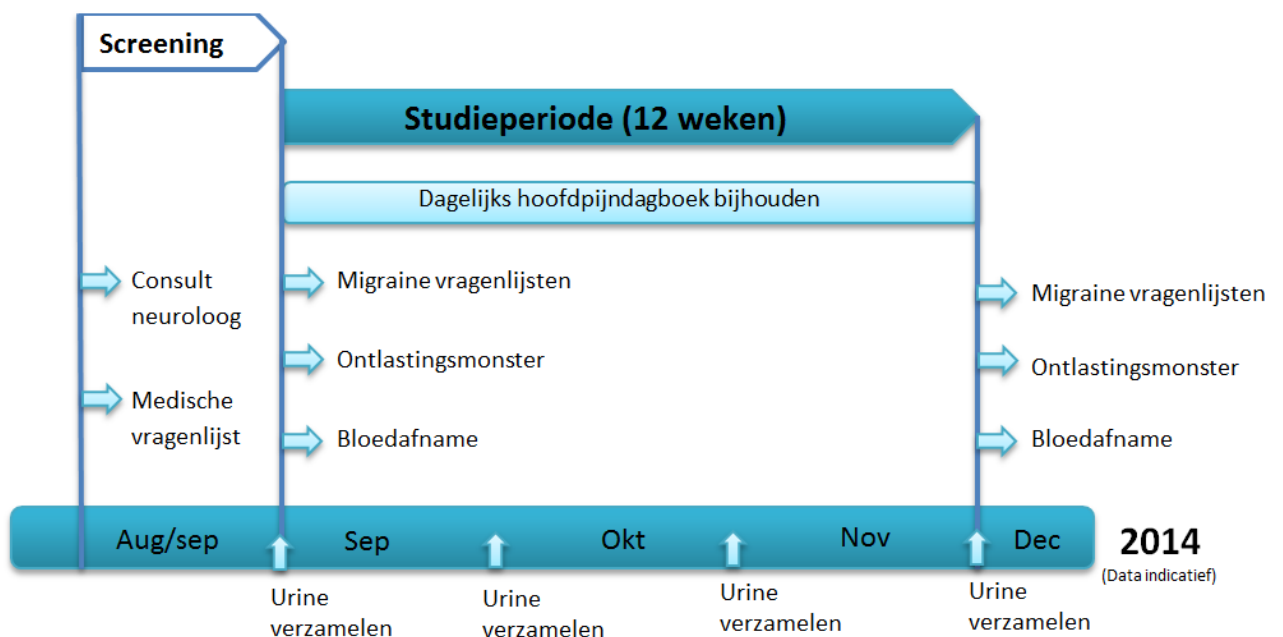 Screening
Studieperiode (12 weken)
Dagelijks hoofdpijndagboek bijhouden
Consult
neuroloog
Medische
vragenlijst
Migraine vragenlijsten
Ontlastingsmonster
Bloedafname
Migraine vragenlijsten
Ontlastingsmonster
Bloedafname
Aug/sep
Sep
Okt
Nov
Dec
2014
(Data indicatief)
Urine
verzamelen
Urine
verzamelen
Urine
verzamelen
Urine
verzamelen